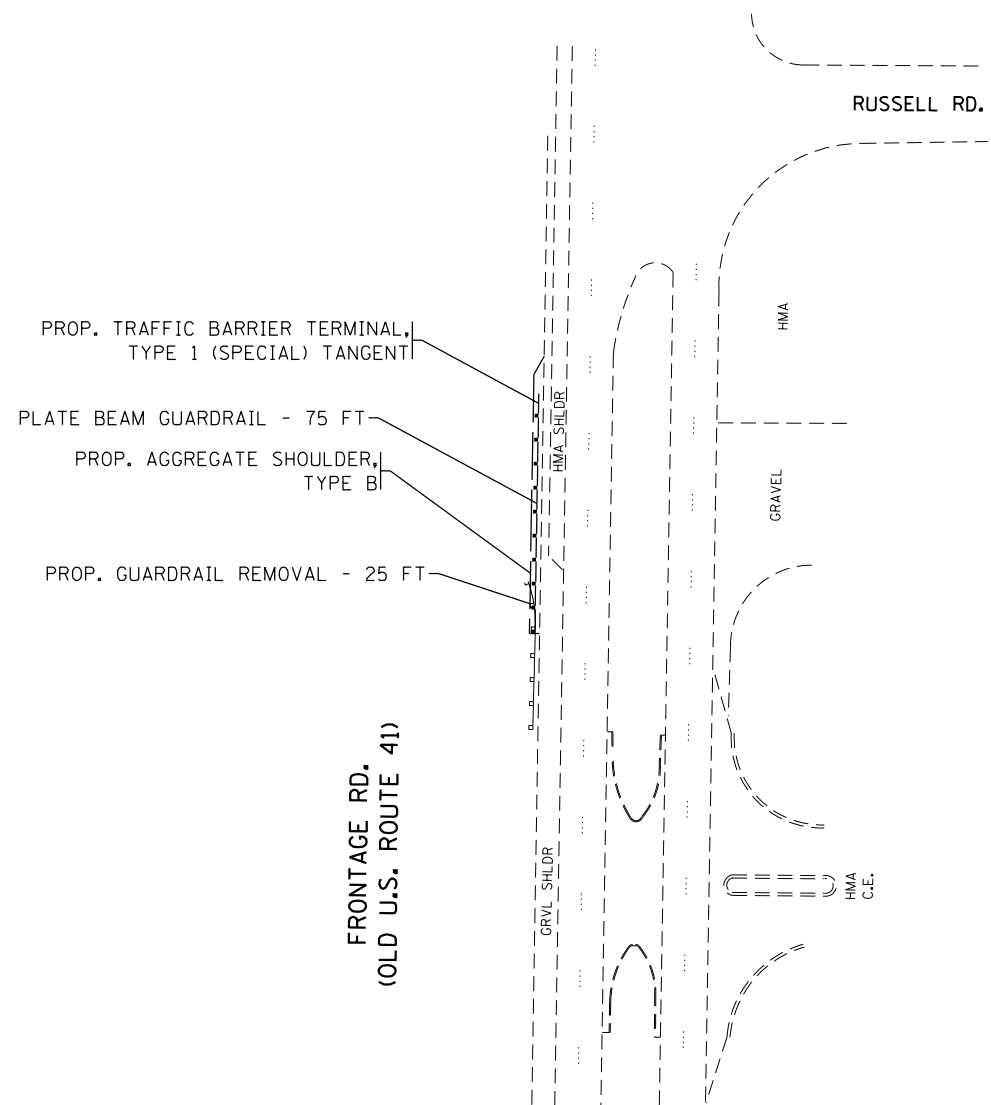 RUSSELL RD.
HMA
PROP. TRAFFIC BARRIER TERMINAL,
TYPE 1 (SPECIAL) TANGENT
HMA SHLDR
PLATE BEAM GUARDRAIL - 75 FT
PROP. AGGREGATE SHOULDER,
TYPE B
GRAVEL
PROP. GUARDRAIL REMOVAL - 25 FT
FRONTAGE RD.
(OLD U.S. ROUTE 41)
GRVL SHLDR
HMA
C.E.